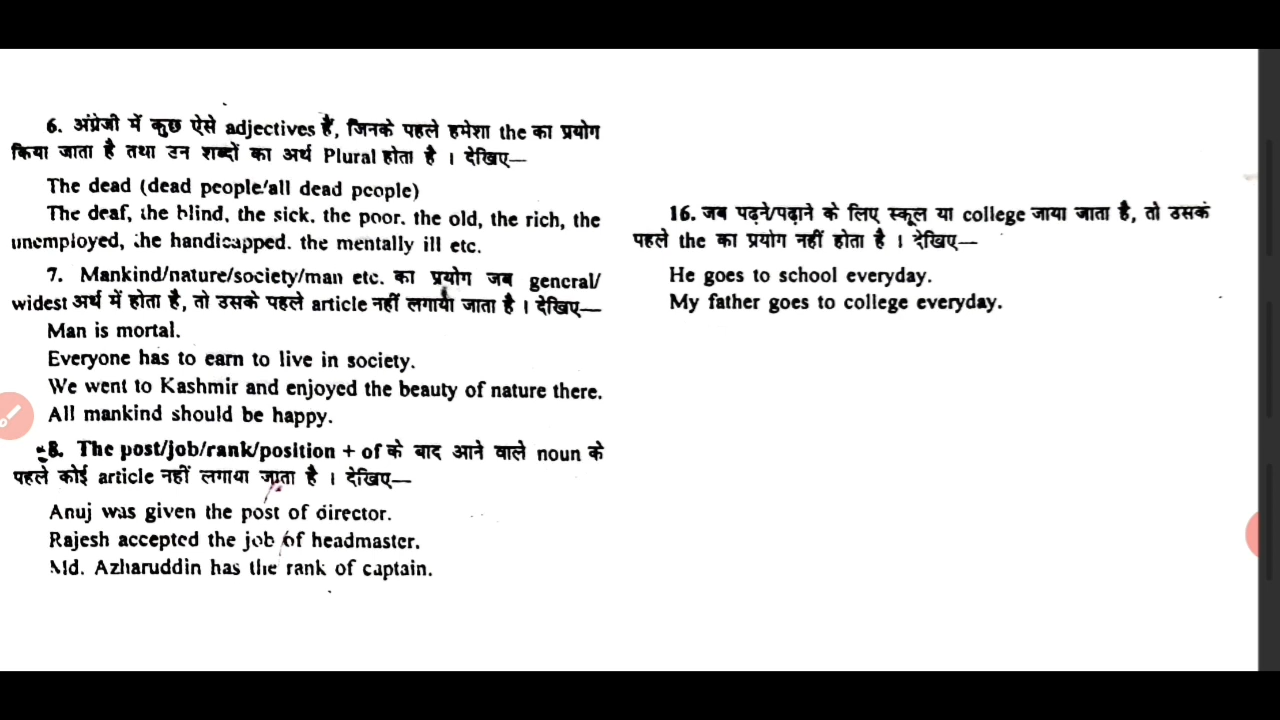 6. अंग्रेजी में कुछ ऐसे adjectives हैं, जिनके पहले हमेशा the का प्रयोग
किया जाता है तथा उन शब्दों का अर्थ Plural होता है । देखिए—
The dead (dead people/all dead people)
The deaf, the blind, the sick, the poor, the old, the rich, the
unemployed, the handicapped. the mentally ill etc.
7. Mankind/nature/society/man etc. का प्रयोग जब general/
widest अर्थ में होता है, तो उसके पहले article नहीं लगाया जाता है । देखिए—
Man is mortal.
Everyone has to earn to live in society.
We went to Kashmir and enjoyed the beauty of nature there.
All mankind should be happy.
8. The post/job/rank/position + of के बाद आने वाले noun के
पहले कोई article नहीं लगाया जाता है । देखिए—
Anuj was given the post of director.
Rajesh accepted the job of headmaster.
Md. Azharuddin has the rank of captain.
16. जब पढ़ने/पढ़ाने के लिए स्कूल या college जाया जाता है, तो उसके
पहले the का प्रयोग नहीं होता है । देखिए—
He goes to school everyday.
My father goes to college everyday.